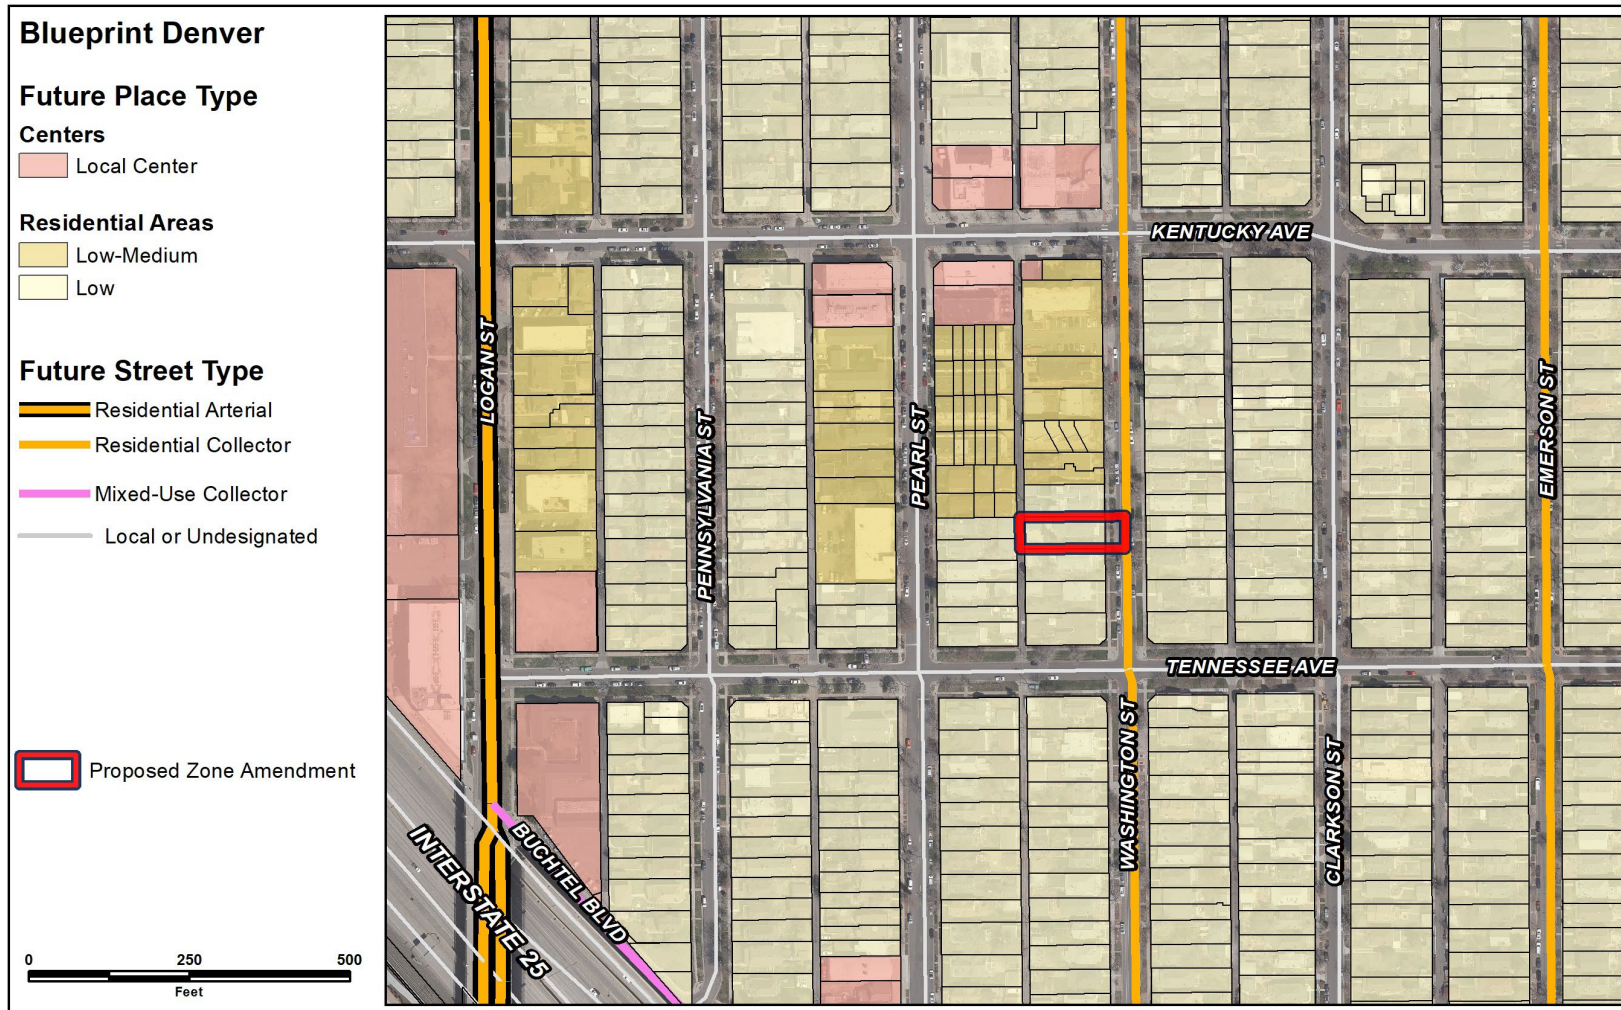 Blueprint Denver
Future Place Type
Centers
Local Center
Residential Areas
Low-Medium
Low
Future Street Type
Residential Arterial
Residential Collector
Mixed-Use Collector
Local or Undesignated
Proposed Zone Amendment
0 250 500
Feet
KENTUCKY AVE
LOGAN ST
PENNSYLVANIA ST
PEARL ST
EMERSON ST
TENNESSEE AVE
WASHINGTON ST
CLARKSON ST
BUCHTEL BLVD
INTERSTATE 25